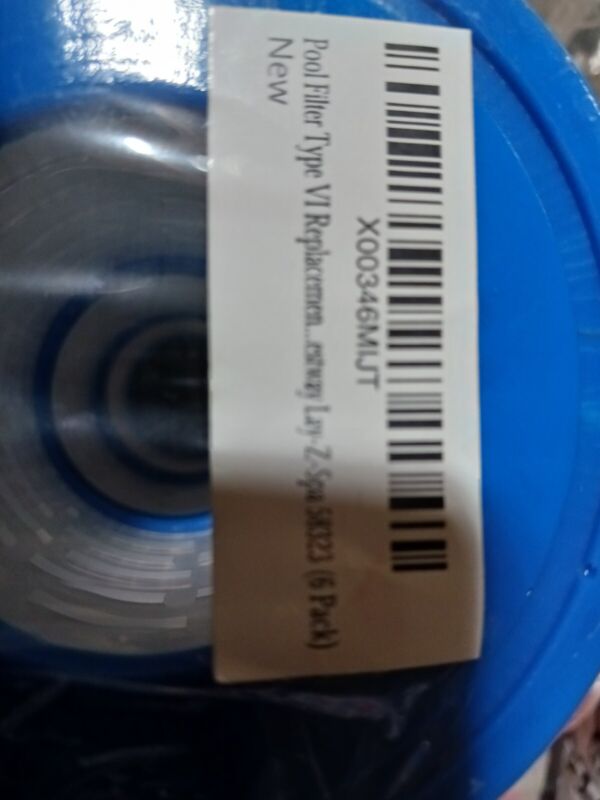 X00346MIJT
Pool Filter Type VI Replacemen...estway Lay-Z-Spa 58323 (6 Pack)
New